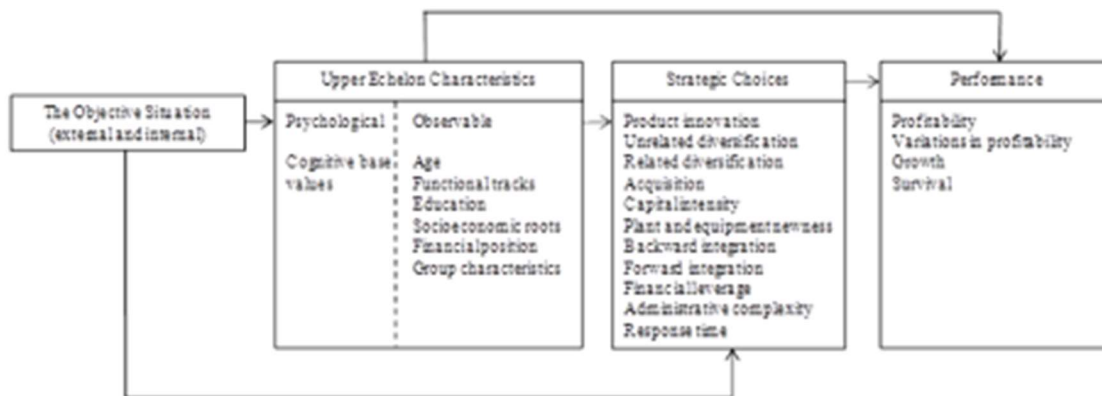 The Objective Situation
(external and internal)
Upper Echelon Characteristics
Psychological
Cognitive base
values
Observable
Age
Functional tracks
Education
Socioeconomic roots
Financial position
Group characteristics
Strategic Choices
Product innovation
Unrelated diversification
Related diversification
Acquisition
Capital intensity
Plant and equipment newness
Backward integration
Forward integration
Financial leverage
Administrative complexity
Response time
Performance
Profitability
Variations in profitability
Growth
Survival